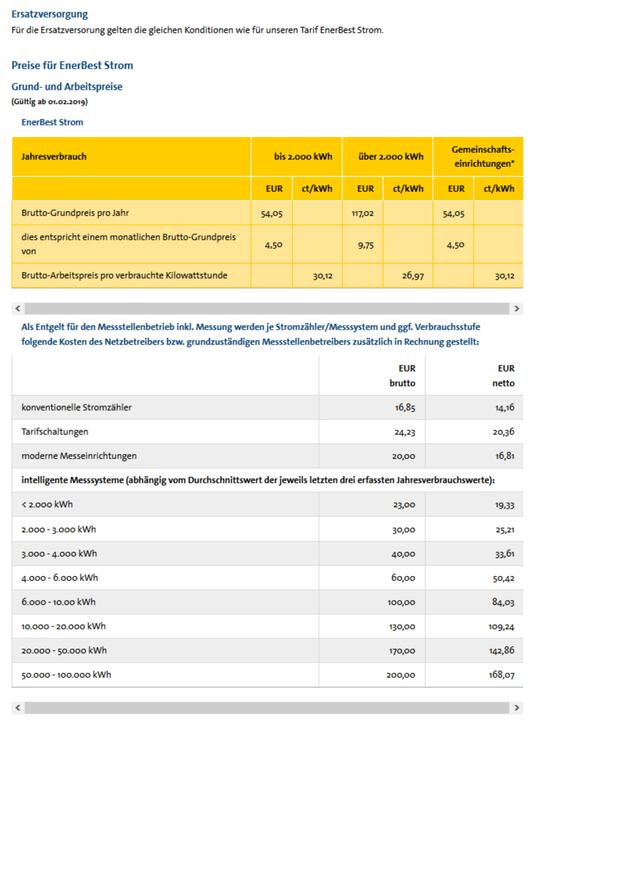 Ersatzversorgung
Für die Ersatzversorung gelten die gleichen Konditionen wie für unseren Tarif EnerBest Strom.
Preise für EnerBest Strom
Grund- und Arbeitspreise
(Gültig ab 01.02.2019)
EnerBest Strom
Jahresverbrauch bis 2.000 kWh über 2.000 kWh Gemeinschafts-
einrichtungen*
EUR ct/kWh EUR ct/kWh EUR ct/kWh
Brutto-Grundpreis pro Jahr 54,05 117,02 54,05
dies entspricht einem monatlichen Brutto-Grundpreis
von 4,50 9,75 4,50
Brutto-Arbeitspreis pro verbrauchte Kilowattstunde 30,12 26,97 30,12
Als Entgelt für den Messstellenbetrieb inkl. Messung werden je Stromzähler/Messsystem und ggf. Verbrauchsstufe
folgende Kosten des Netzbetreibers bzw. grundzuständigen Messstellenbetreibers zusätzlich in Rechnung gestellt:
EUR EUR
brutto netto
konventionelle Stromzähler 16,85 14,16
Tarifschaltungen 24,23 20,36
moderne Messeinrichtungen 20,00 16,81
intelligente Messsysteme (abhängig vom Durchschnittswert der jeweils letzten drei erfassten Jahresverbrauchswerte):
< 2.000 kWh 23,00 19,33
2.000 - 3.000 kWh 30,00 25,21
3.000 - 4.000 kWh 40,00 33,61
4.000 - 6.000 kWh 60,00 50,42
6.000 - 10.00 kWh 100,00 84,03
10.000 - 20.000 kWh 130,00 109,24
20.000 - 50.000 kWh 170,00 142,86
50.000 - 100.000 kWh 200,00 168,07